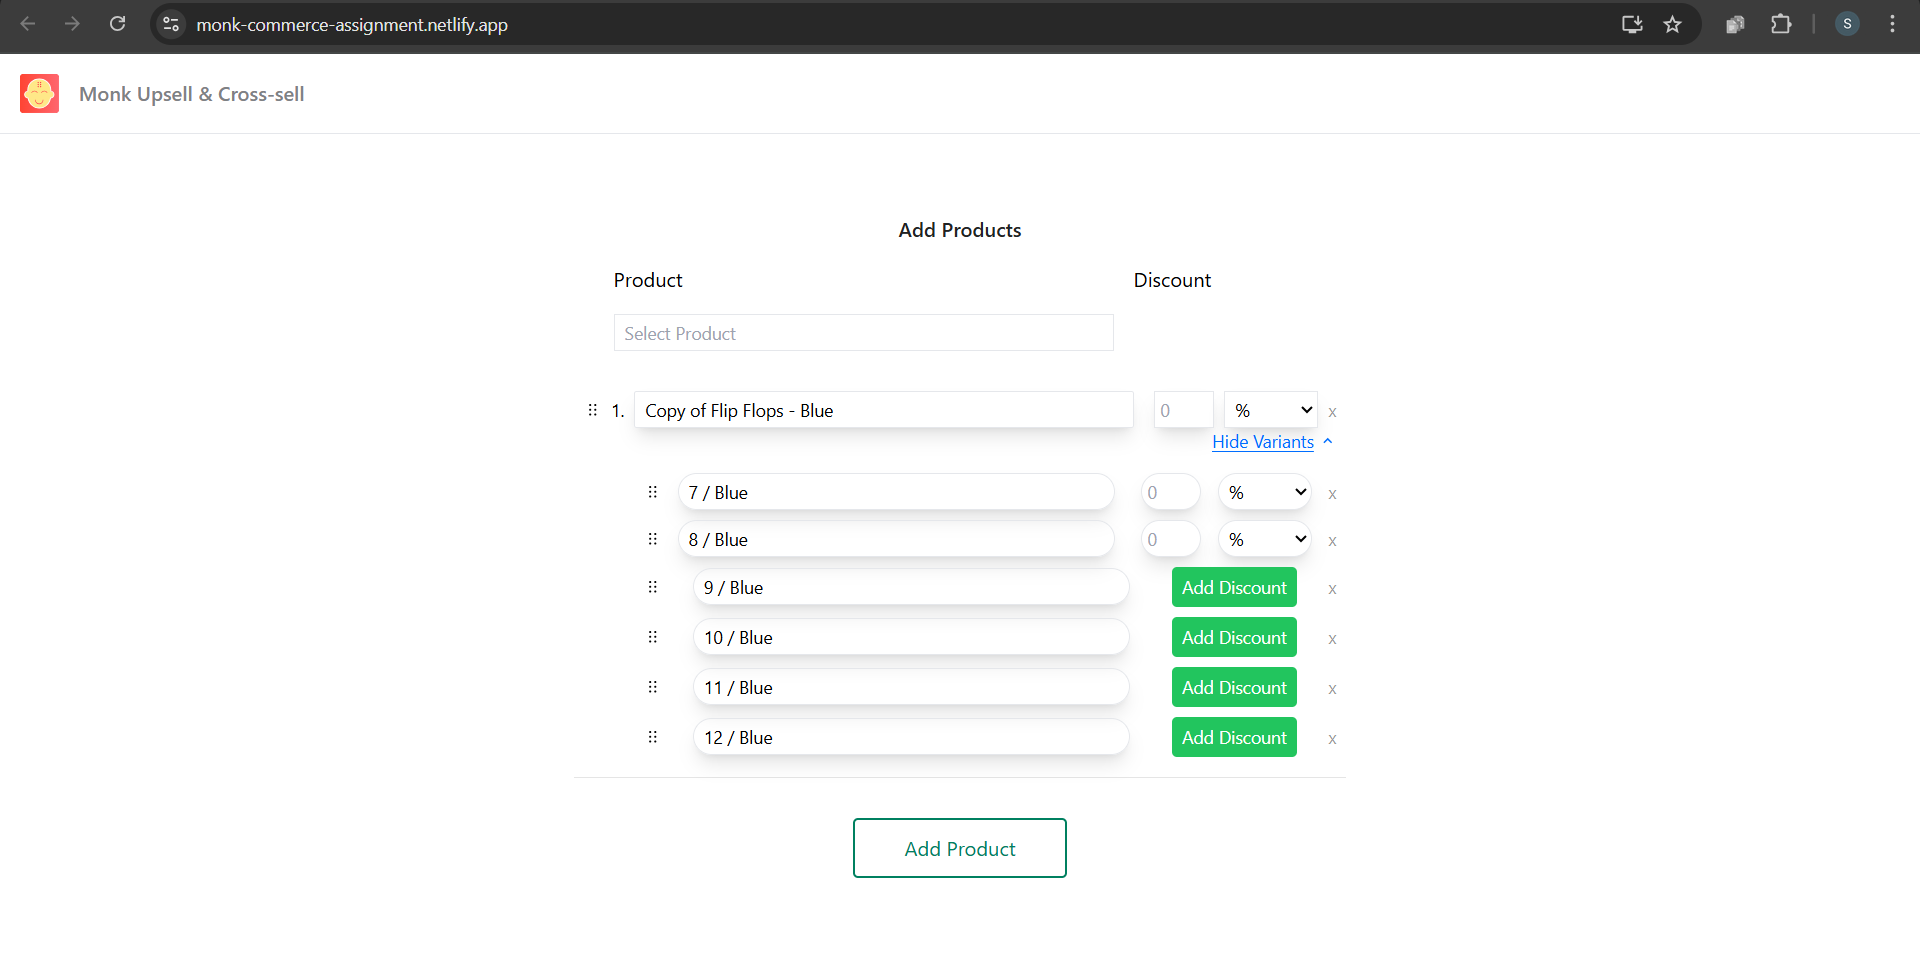 monk-commerce-assignment.netlify.app
S
Monk Upsell & Cross-sell
Add Products
Product Discount
Select Product
1. Copy of Flip Flops - Blue 0 % x
Hide Variants
7 / Blue 0 % x
8 / Blue 0 % x
9 / Blue Add Discount x
10 / Blue Add Discount x
11 / Blue Add Discount x
12 / Blue Add Discount x
Add Product